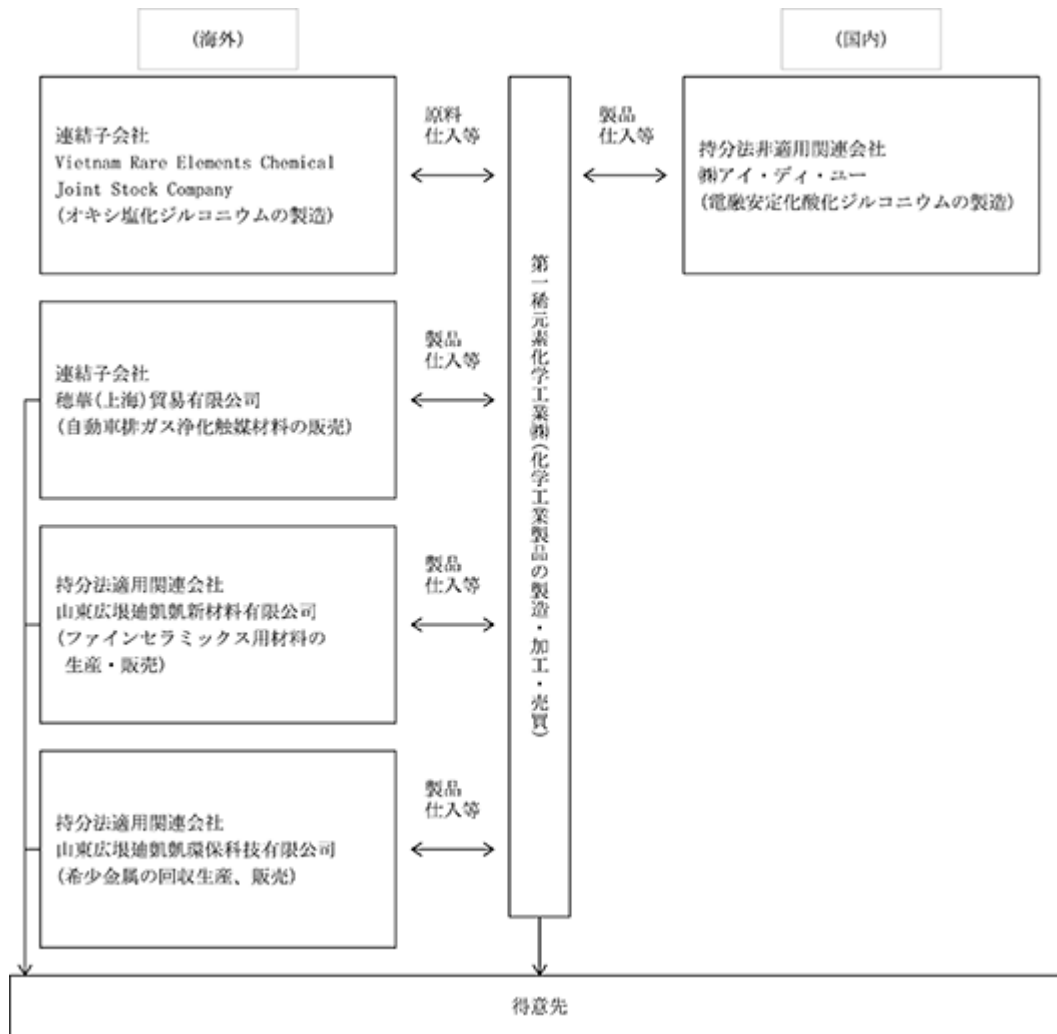 (海外)
(国内)
連結子会社
Vietnam Rare Elements Chemical
Joint Stock Company
(オキシ塩化ジルコニウムの製造)
原料
仕入等
製品
仕入等
持分法非適用関連会社
㈱アイ・ディ・ユー
(電融安定化酸化ジルコニウムの製造)
第一稀元素化学工業㈱(化学工業製品の製造・加工・売買)
連結子会社
穂華(上海)貿易有限公司
(自動車排ガス浄化触媒材料の販売)
製品
仕入等
持分法適用関連会社
山東広垠迪凱凱新材料有限公司
(ファインセラミックス用材料の
生産・販売)
製品
仕入等
持分法適用関連会社
山東広垠迪凱凱環保科技有限公司
(希少金属の回収生産、販売)
製品
仕入等
得意先